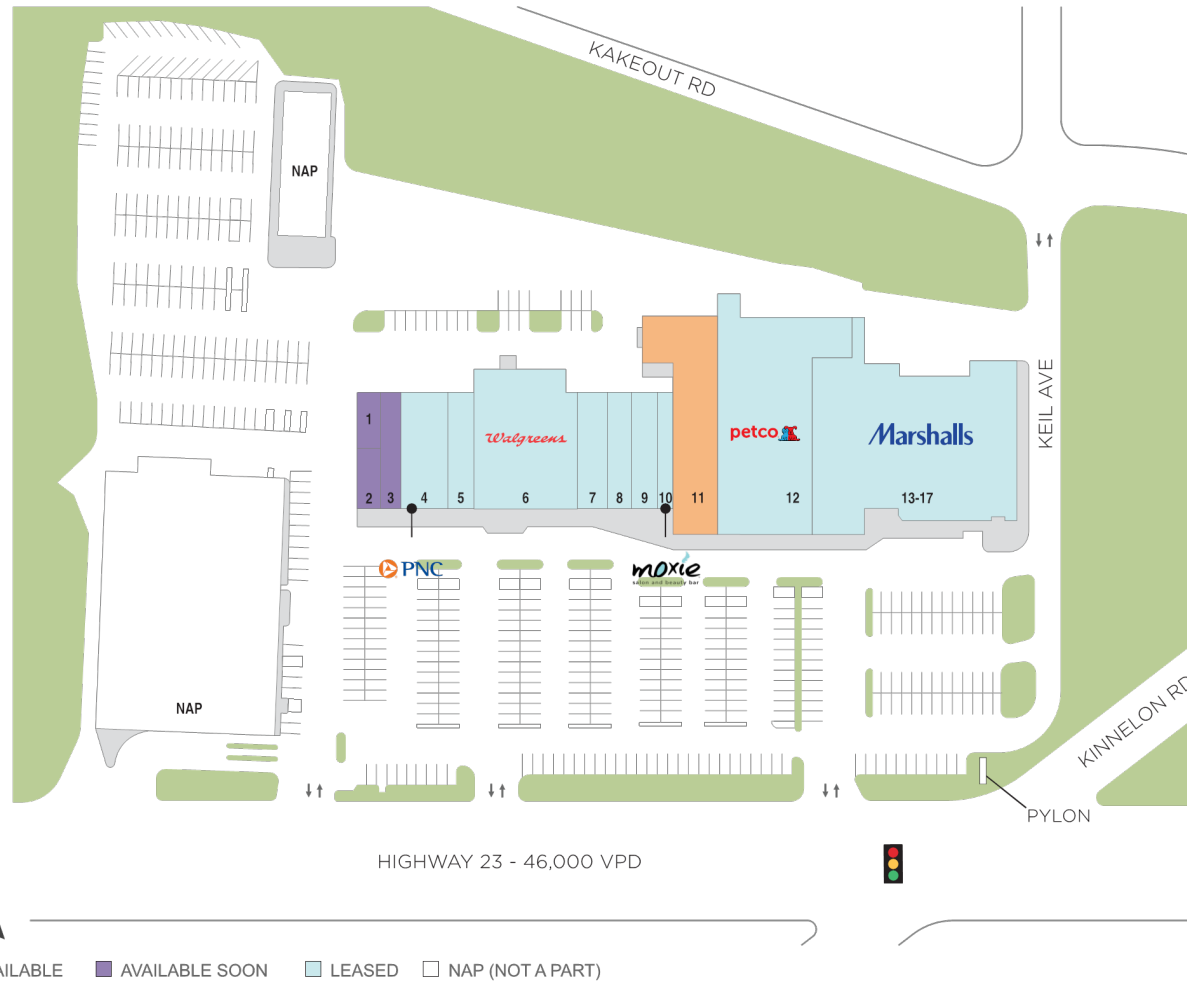 KAKEOUT RD
NAP
KEIL AVE
1
Walgreens
petco
Marshalls
2 3 4 5 6 7 8 9 10 11 12 13-17
PNC
moxie
salon and beauty bar
NAP
KINNELON RD
PYLON
HIGHWAY 23 - 46,000 VPD
AILABLE AVAILABLE SOON LEASED NAP (NOT A PART)